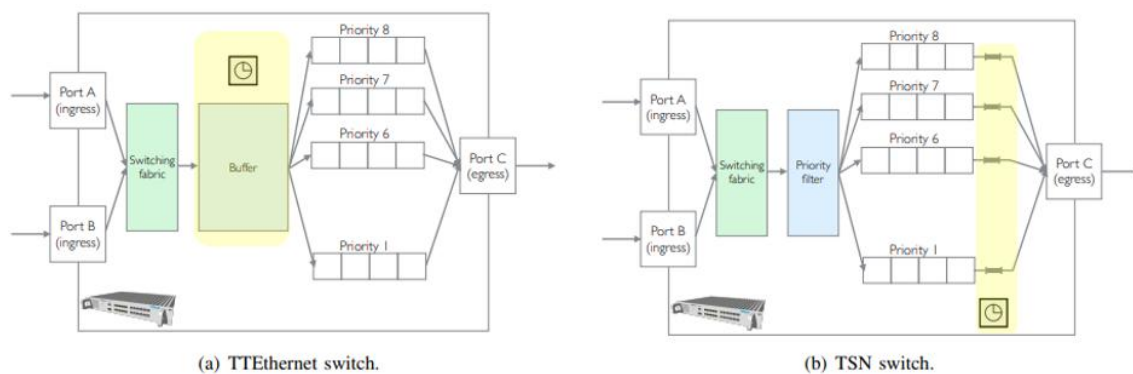 Priority 8
Priority 7
Priority 6
Priority 1
Port A
(ingress)
Port B
(ingress)
Switching
fabric
Buffer
Port C
(egress)
(a) TTEthernet switch.
Priority 8
Priority 7
Priority 6
Priority 1
Port A
(ingress)
Port B
(ingress)
Switching
fabric
Priority
filter
Port C
(egress)
(b) TSN switch.